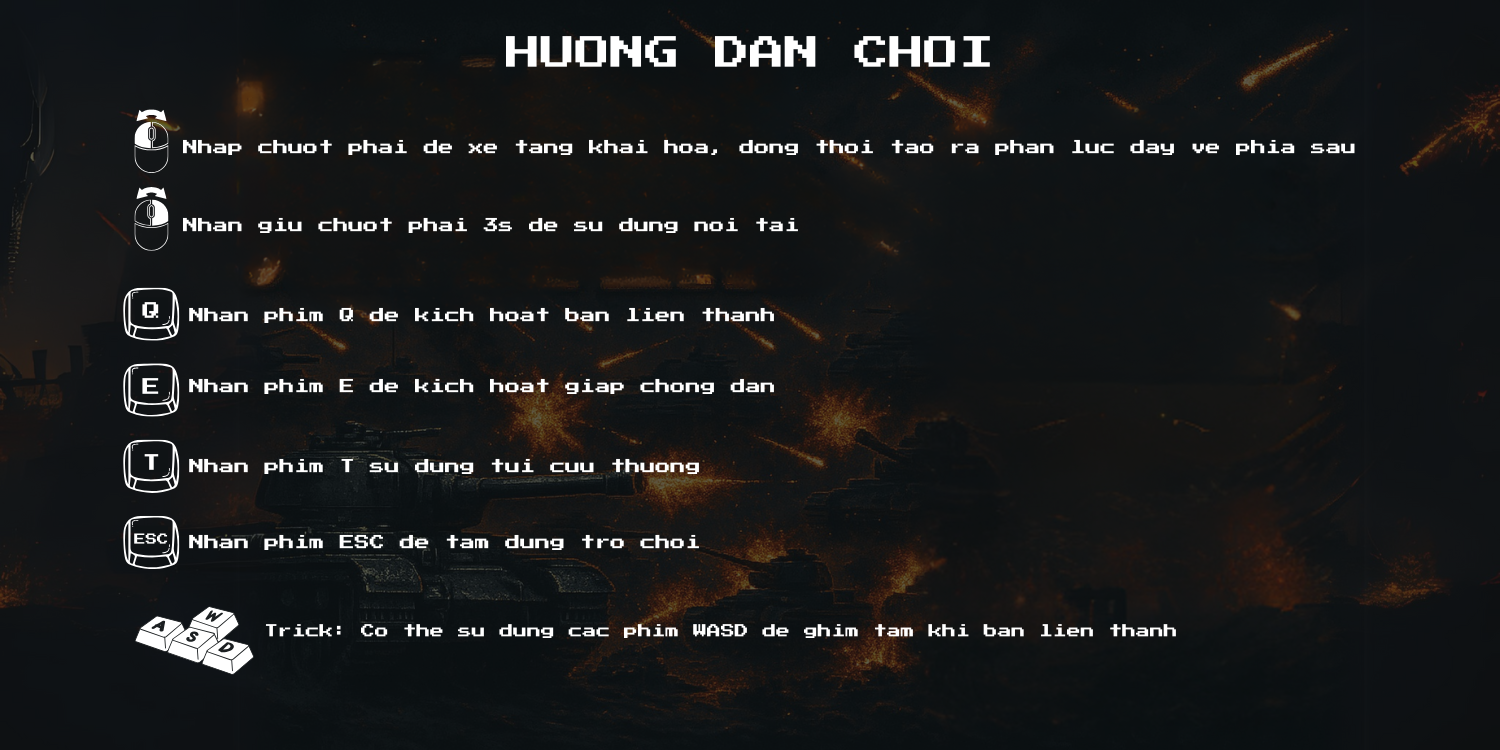 HUONG DAN CHOI
Nhap chuot phai de xe tang khai hoa, dong thoi tao ra phan luc day ve phia sau
Nhan giu chuot phai 3s de su dung noi tai
Q Nhan phim Q de kich hoat ban lien thanh
E Nhan phim E de kich hoat giap chong dan
T Nhan phim T su dung tui cuu thuong
ESC Nhan phim ESC de tam dung tro choi
W
A S D Trick: Co the su dung cac phim WASD de ghim tam khi ban lien thanh